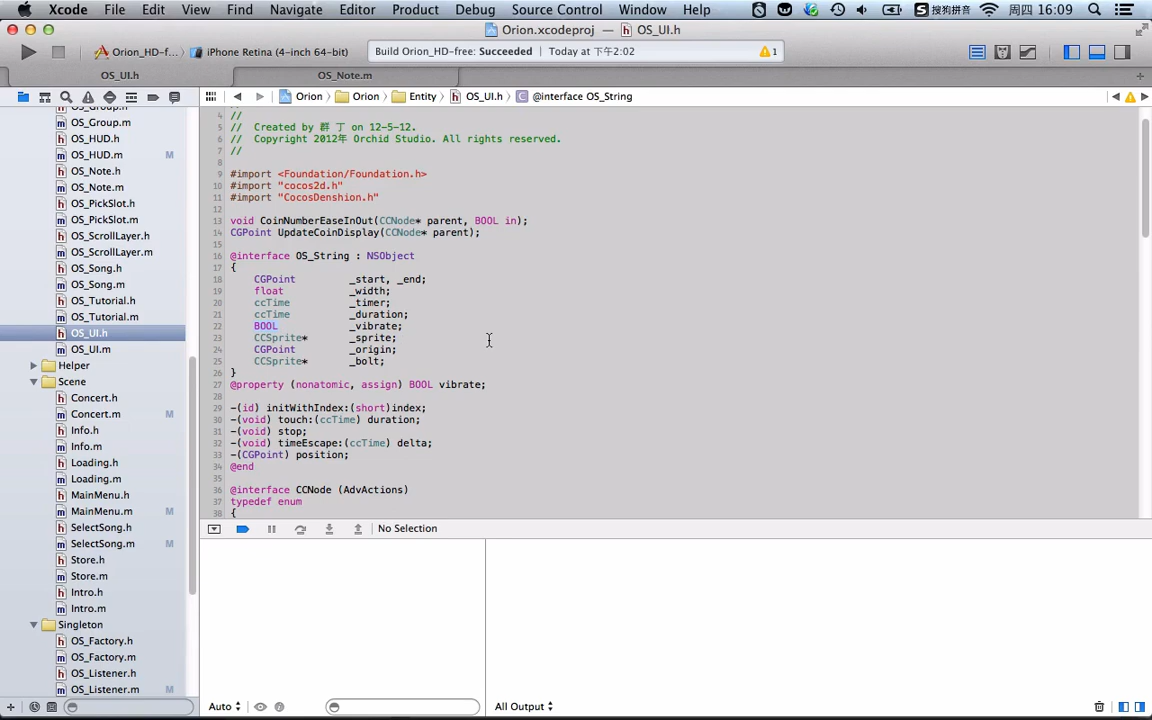 Xcode File Edit View Find Navigate Editor Product Debug Source Control Window Help 搜狗拼音 周四 16:09
Orion.xcodeproj — OS_UI.h
Orion_HD-f... iPhone Retina (4-inch 64-bit) Build Orion_HD-free: Succeeded Today at 下午2:02 1
OS_UI.h OS_Note.m
Orion Orion Entity OS_UI.h @interface OS_String
OS_Group.h
OS_Group.m
OS_HUD.h
OS_HUD.m M
OS_Note.h
OS_Note.m
OS_PickSlot.h
OS_PickSlot.m
OS_ScrollLayer.h
OS_ScrollLayer.m
OS_Song.h
OS_Song.m
OS_Tutorial.h
OS_Tutorial.m
OS_UI.h
OS_UI.m
Helper
Scene
Concert.h
Concert.m M
Info.h
Info.m
Loading.h
Loading.m
MainMenu.h
MainMenu.m M
SelectSong.h
SelectSong.m M
Store.h
Store.m
Intro.h
Intro.m
Singleton
OS_Factory.h
OS_Factory.m
OS_Listener.h
OS_Listener.m M
4 //
5 // Created by 群 丁 on 12-5-12.
6 // Copyright 2012年 Orchid Studio. All rights reserved.
7 //
8
9 #import <Foundation/Foundation.h>
10 #import "cocos2d.h"
11 #import "CocosDenshion.h"
12
13 void CoinNumberEaseInOut(CCNode* parent, BOOL in);
14 CGPoint UpdateCoinDisplay(CCNode* parent);
15
16 @interface OS_String : NSObject
17 {
18 CGPoint _start, _end;
19 float _width;
20 ccTime _timer;
21 ccTime _duration;
22 BOOL _vibrate;
23 CCSprite* _sprite;
24 CGPoint _origin;
25 CCSprite* _bolt;
26 }
27 @property (nonatomic, assign) BOOL vibrate;
28
29 -(id) initWithIndex:(short)index;
30 -(void) touch:(ccTime) duration;
31 -(void) stop;
32 -(void) timeEscape:(ccTime) delta;
33 -(CGPoint) position;
34 @end
35
36 @interface CCNode (AdvActions)
37 typedef enum
38 {
No Selection
Auto All Output